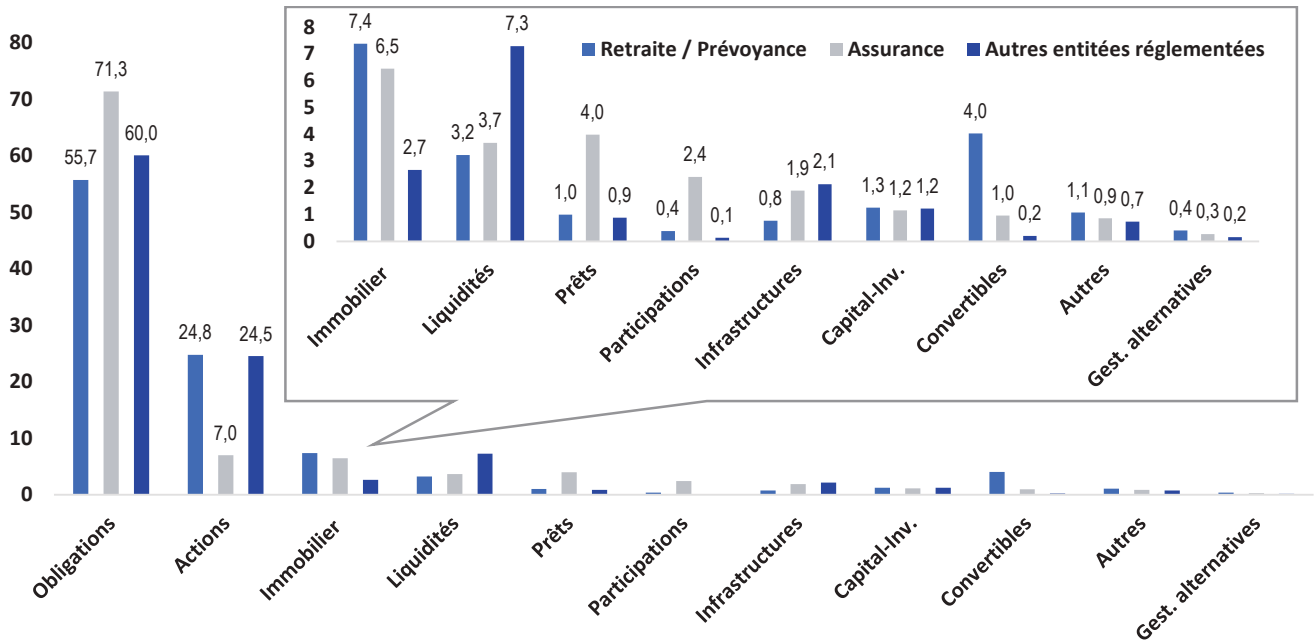 8
7
6
5
4
3
2
1
0
7,4
6,5
2,7
3,2
3,7
7,3
1,0
4,0
0,9
0,4
2,4
0,1
0,8
1,9
2,1
1,3
1,2
1,2
4,0
1,0
0,2
1,1
0,9
0,7
0,4
0,3
0,2
Retraite / Prévoyance
Assurance
Autres entitées réglementées
Immobilier
Liquidités
Prêts
Participations
Infrastructures
Capital-Inv.
Convertibles
Autres
Gest. alternatives
80
70
60
50
40
30
20
10
0
55,7
71,3
60,0
24,8
7,0
24,5
Obligations
Actions
Immobilier
Liquidités
Prêts
Participations
Infrastructures
Capital-Inv.
Convertibles
Autres
Gest. alternatives